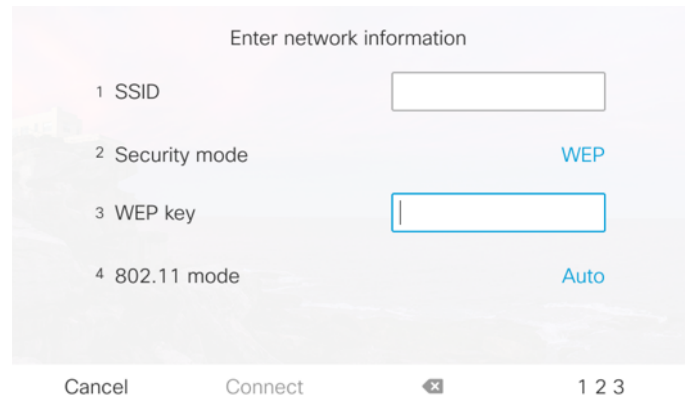 Enter network information
1 SSID
2 Security mode WEP
3 WEP key
4 802.11 mode Auto
Cancel Connect 1 2 3